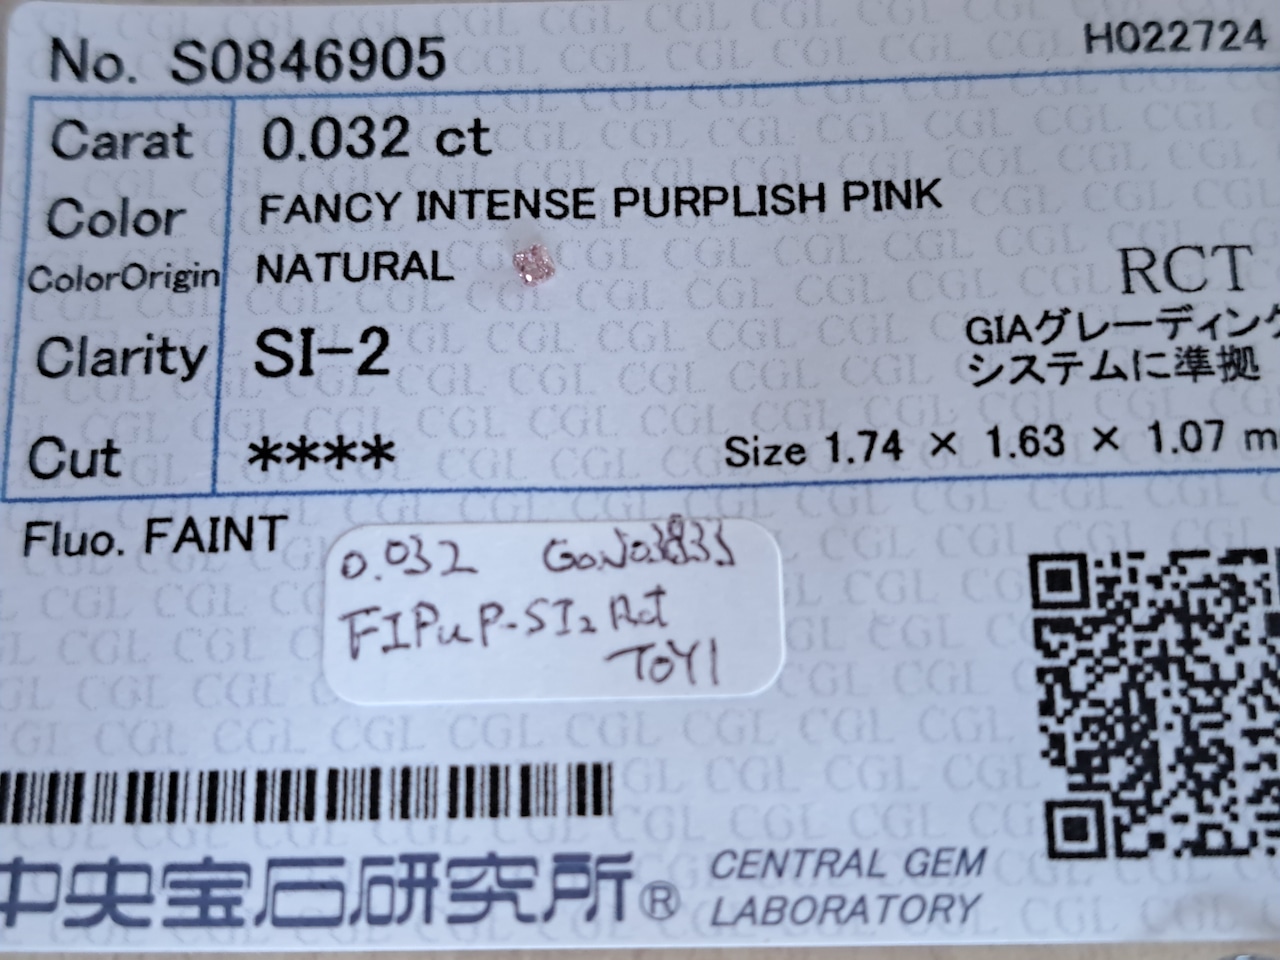 No. S0846905
H022724
Carat 0.032 ct
Color FANCY INTENSE PURPLISH PINK
ColorOrigin NATURAL
RCT
Clarity SI-2
GIAグレーディング
システムに準拠
Cut ****
Size 1.74 × 1.63 × 1.07 m
Fluo. FAINT
0.032
FIPuP-SI2 Rct
TOY1
中央宝石研究所®
CENTRAL GEM
LABORATORY